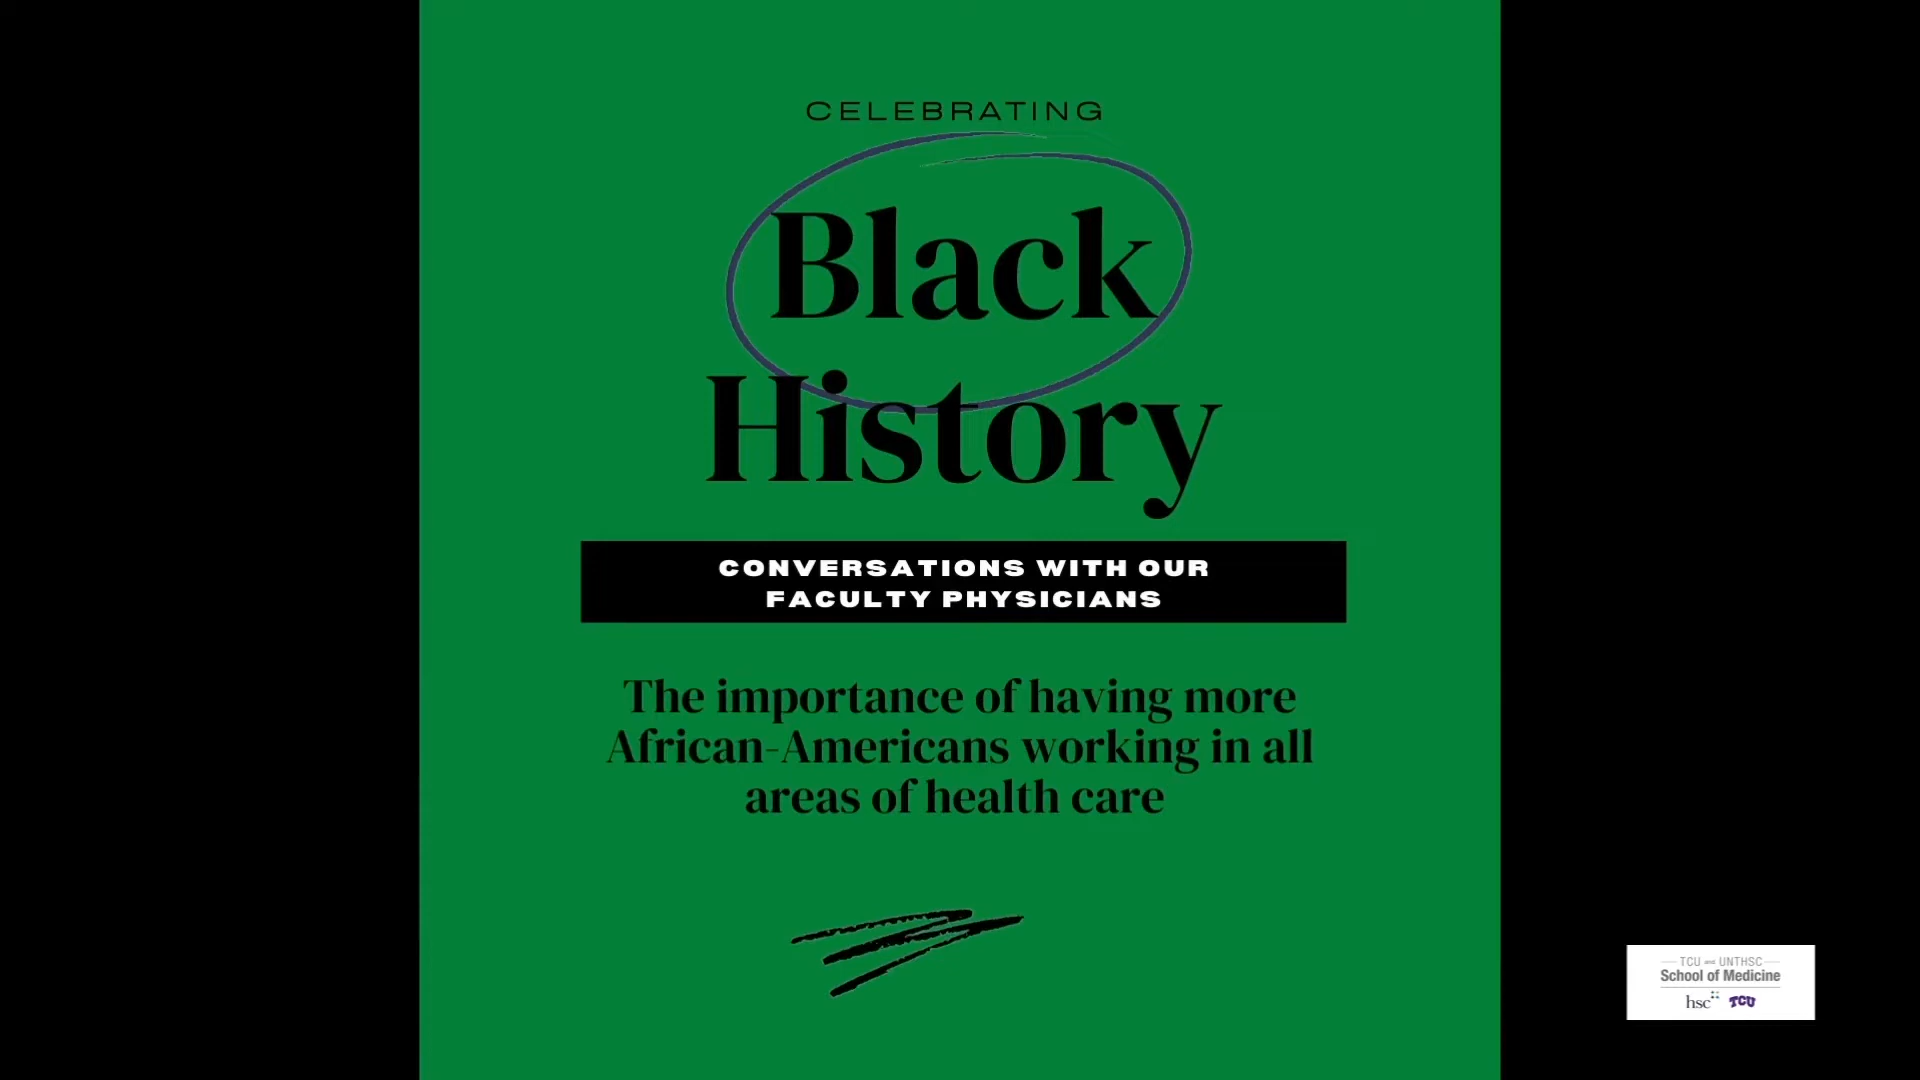 CELEBRATING
Black
History
CONVERSATIONS WITH OUR
FACULTY PHYSICIANS
The importance of having more
African-Americans working in all
areas of health care
TCU and UNTHSC
School of Medicine
hsc TCU